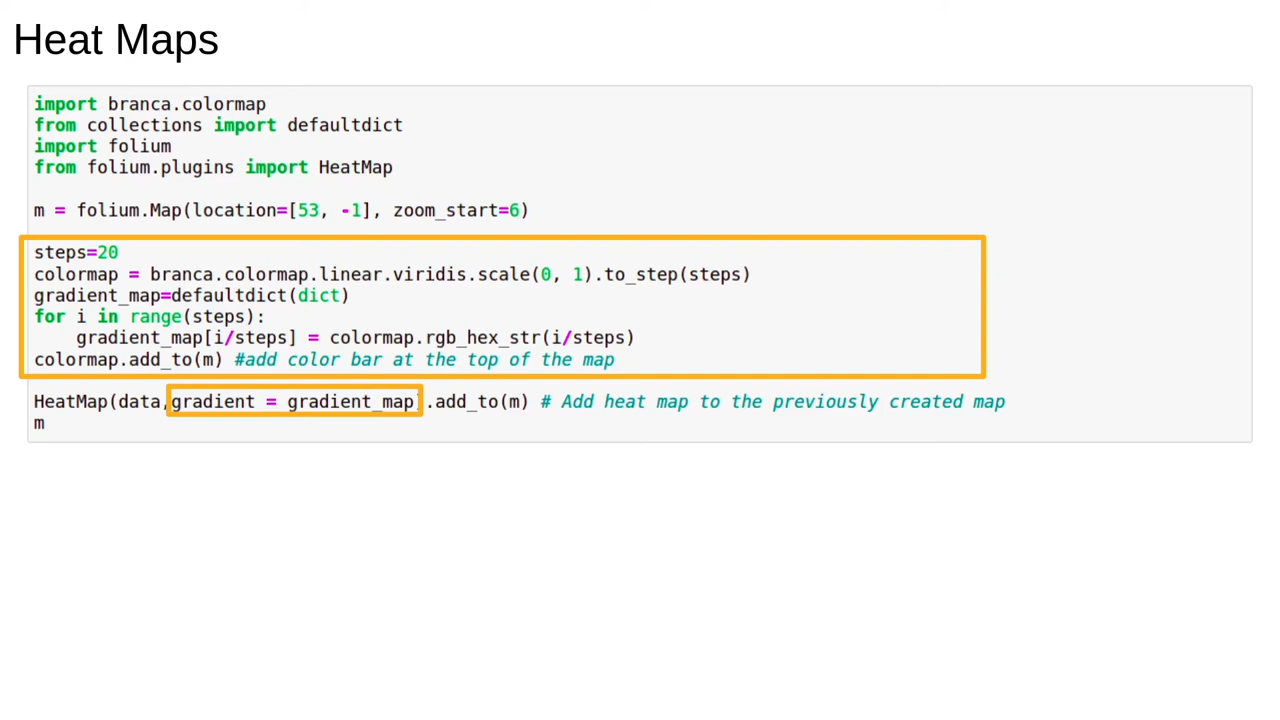 Heat Maps
import branca.colormap
from collections import defaultdict
import folium
from folium.plugins import HeatMap
m = folium.Map(location=[53, -1], zoom_start=6)
steps=20
colormap = branca.colormap.linear.viridis.scale(0, 1).to_step(steps)
gradient_map=defaultdict(dict)
for i in range(steps):
    gradient_map[i/steps] = colormap.rgb_hex_str(i/steps)
colormap.add_to(m) #add color bar at the top of the map
HeatMap(data,gradient = gradient_map).add_to(m) # Add heat map to the previously created map
m